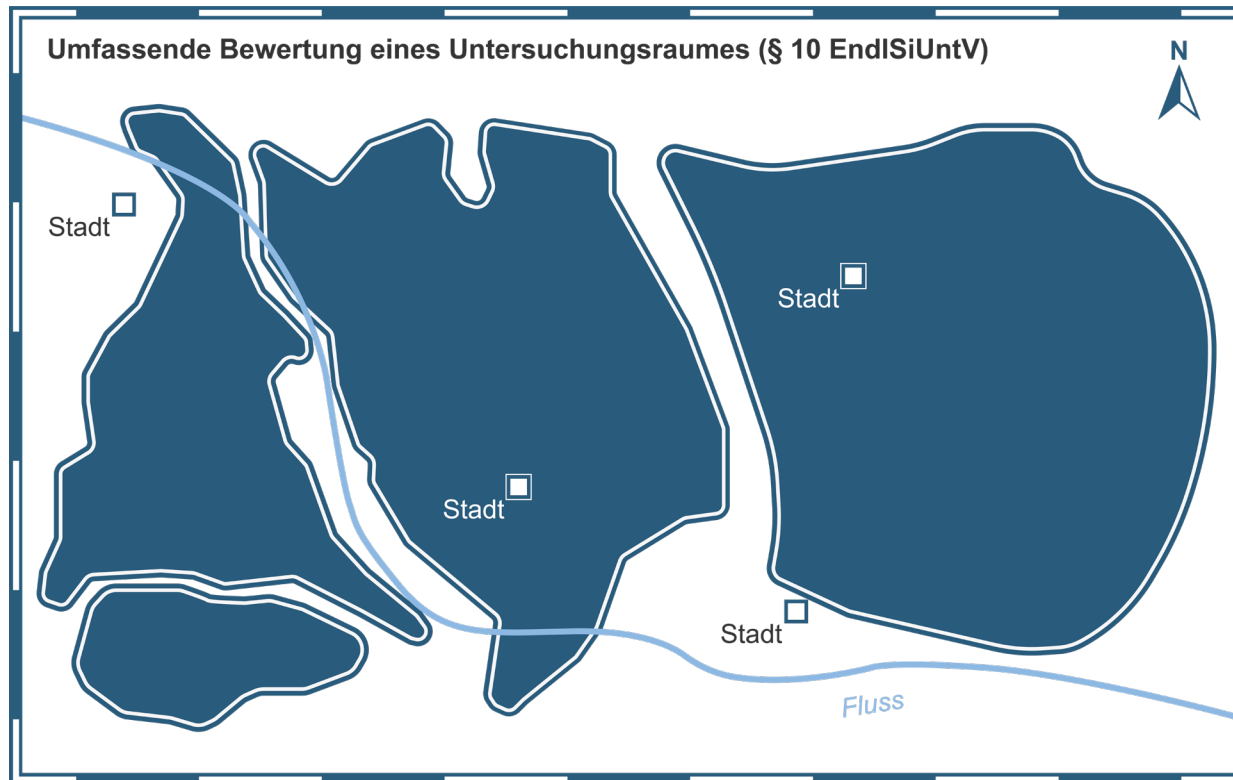 Umfassende Bewertung eines Untersuchungsraumes (§ 10 EndlSiUntV)
N
Stadt
Stadt
Stadt
Stadt
Fluss